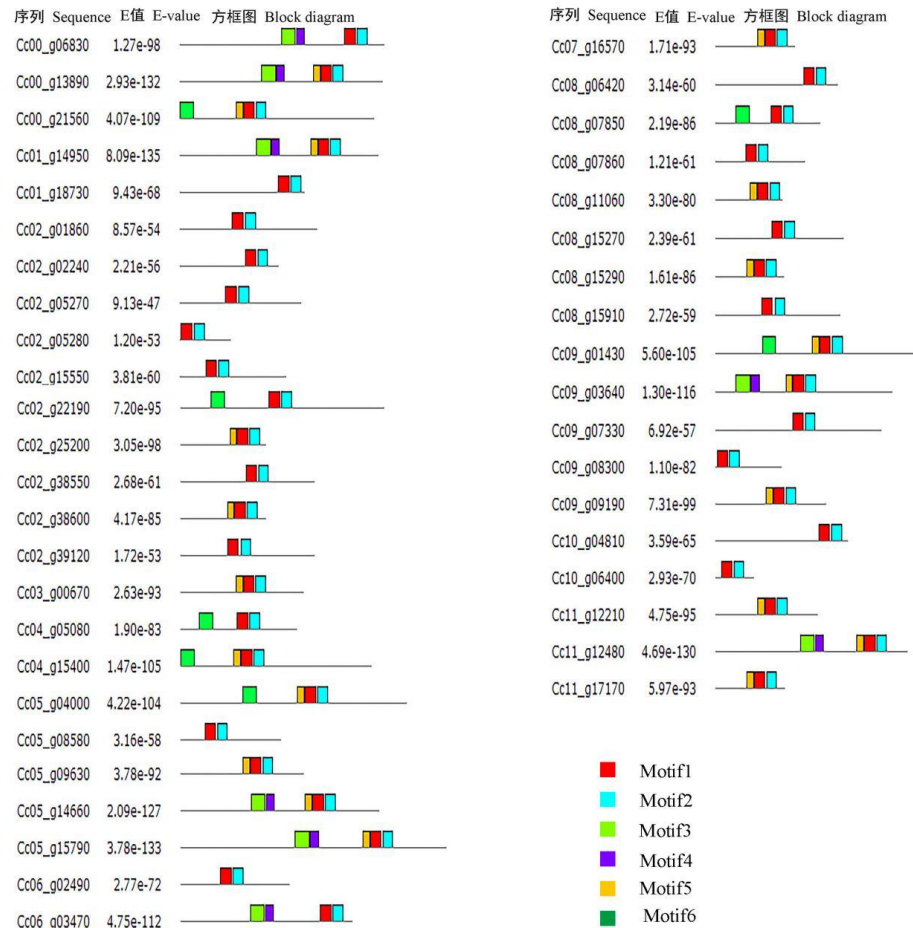 序列 Sequence E值 E-value 方框图 Block diagram
Cc00_g06830 1.27e-98
Cc00_g13890 2.93e-132
Cc00_g21560 4.07e-109
Cc01_g14950 8.09e-135
Cc01_g18730 9.43e-68
Cc02_g01860 8.57e-54
Cc02_g02240 2.21e-56
Cc02_g05270 9.13e-47
Cc02_g05280 1.20e-53
Cc02_g15550 3.81e-60
Cc02_g22190 7.20e-95
Cc02_g25200 3.05e-98
Cc02_g38550 2.68e-61
Cc02_g38600 4.17e-85
Cc02_g39120 1.72e-53
Cc03_g00670 2.63e-93
Cc04_g05080 1.90e-83
Cc04_g15400 1.47e-105
Cc05_g04000 4.22e-104
Cc05_g08580 3.16e-58
Cc05_g09630 3.78e-92
Cc05_g14660 2.09e-127
Cc05_g15790 3.78e-133
Cc06_g02490 2.77e-72
Cc06_g03470 4.75e-112
序列 Sequence E值 E-value 方框图 Block diagram
Cc07_g16570 1.71e-93
Cc08_g06420 3.14e-60
Cc08_g07850 2.19e-86
Cc08_g07860 1.21e-61
Cc08_g11060 3.30e-80
Cc08_g15270 2.39e-61
Cc08_g15290 1.61e-86
Cc08_g15910 2.72e-59
Cc09_g01430 5.60e-105
Cc09_g03640 1.30e-116
Cc09_g07330 6.92e-57
Cc09_g08300 1.10e-82
Cc09_g09190 7.31e-99
Cc10_g04810 3.59e-65
Cc10_g06400 2.93e-70
Cc11_g12210 4.75e-95
Cc11_g12480 4.69e-130
Cc11_g17170 5.97e-93
Motif1
Motif2
Motif3
Motif4
Motif5
Motif6